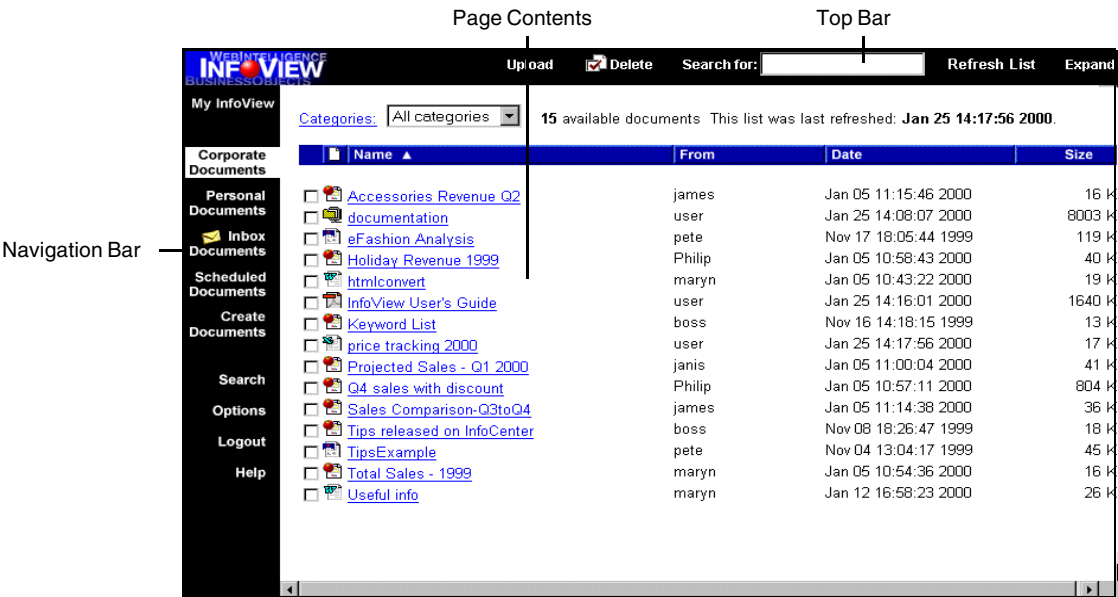 Page Contents Top Bar
WEBINTELLIGENCE
INFOVIEW
BUSINESSOBJECTS
Upload Delete Search for: Refresh List Expand
My InfoView
Categories: All categories 15 available documents This list was last refreshed: Jan 25 14:17:56 2000.
Corporate
Documents
Personal
Documents
Inbox
Documents
Scheduled
Documents
Create
Documents
Search
Options
Logout
Help
Navigation Bar
Name From Date Size
Accessories Revenue Q2 james Jan 05 11:15:46 2000 16 K
documentation user Jan 25 14:08:07 2000 8003 K
eFashion Analysis pete Nov 17 18:05:44 1999 119 K
Holiday Revenue 1999 Philip Jan 05 10:58:43 2000 40 K
htmlconvert maryn Jan 05 10:43:22 2000 19 K
InfoView User's Guide user Jan 25 14:16:01 2000 1640 K
Keyword List boss Nov 16 14:18:15 1999 13 K
price tracking 2000 user Jan 25 14:17:56 2000 17 K
Projected Sales - Q1 2000 janis Jan 05 11:00:04 2000 41 K
Q4 sales with discount Philip Jan 05 10:57:11 2000 804 K
Sales Comparison-Q3toQ4 james Jan 05 11:14:38 2000 36 K
Tips released on InfoCenter boss Nov 08 18:26:47 1999 18 K
TipsExample pete Nov 04 13:04:17 1999 45 K
Total Sales - 1999 maryn Jan 05 10:54:36 2000 16 K
Useful info maryn Jan 12 16:58:23 2000 26 K